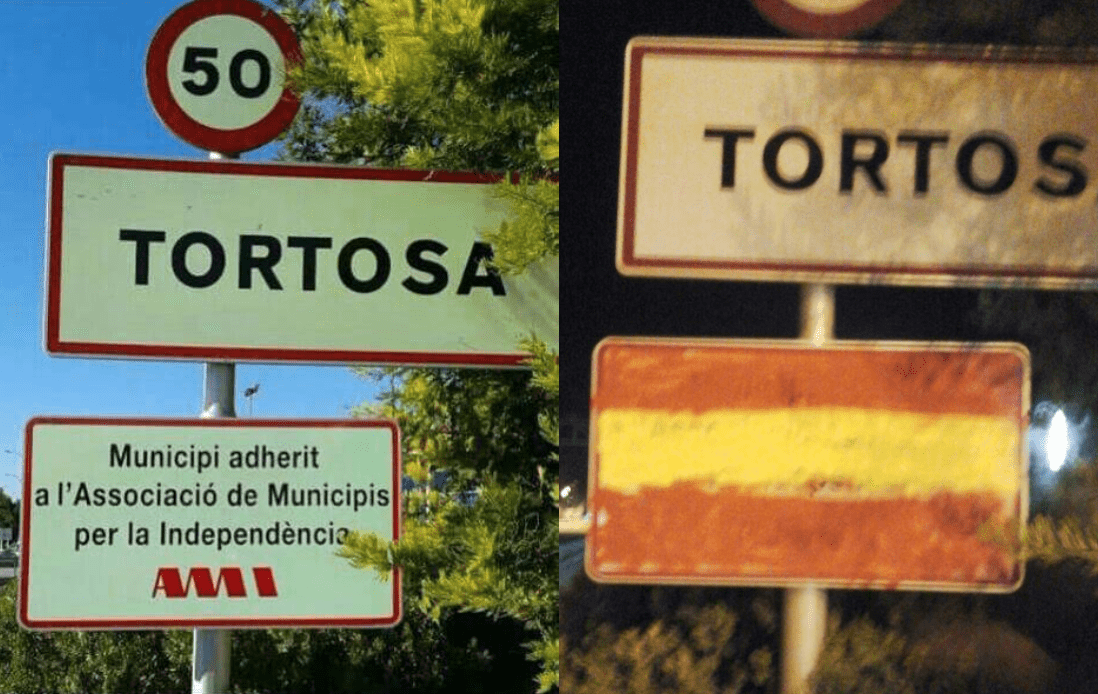 50
TORTOSA
Municipi adherit
a l'Associació de Municipis
per la Independència
AMI
TORTOS